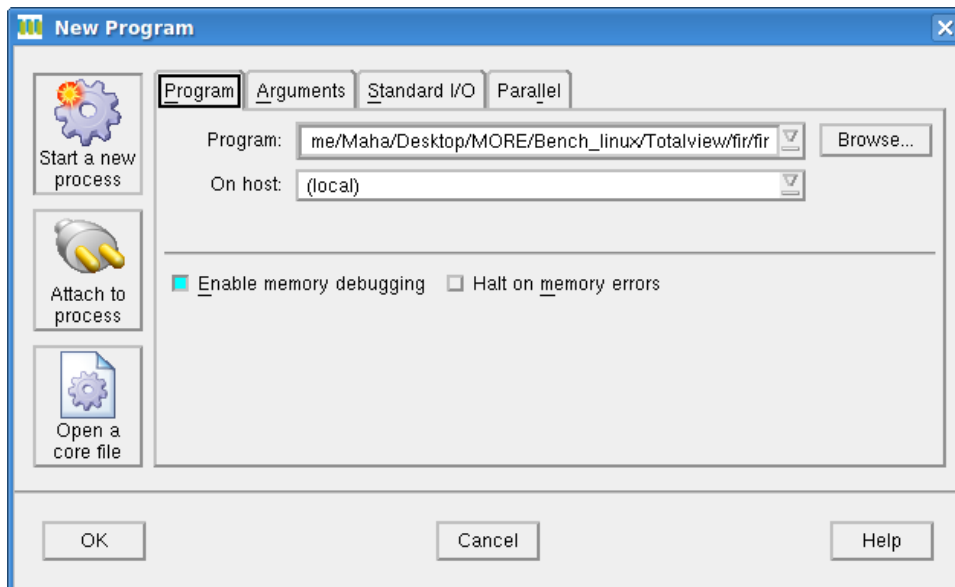 New Program
Start a new
process
Attach to
process
Open a
core file
Program Arguments Standard I/O Parallel
Program: me/Maha/Desktop/MORE/Bench_linux/Totalview/fir/fir Browse...
On host: (local)
Enable memory debugging Halt on memory errors
OK Cancel Help